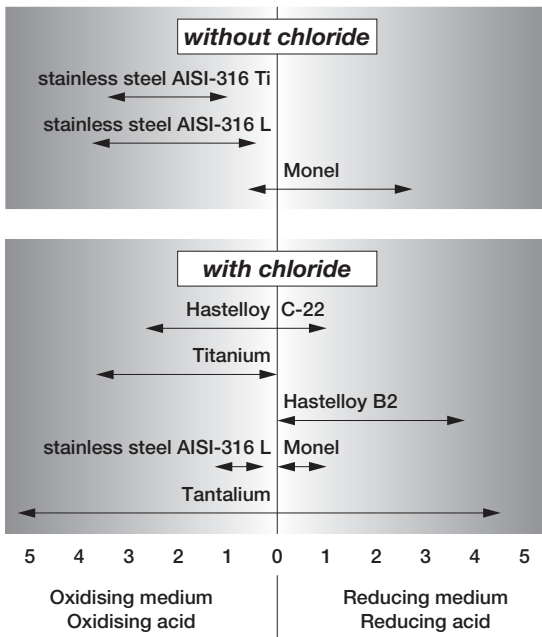 without chloride
stainless steel AISI-316 Ti
stainless steel AISI-316 L
Monel
with chloride
Hastelloy C-22
Titanium
Hastelloy B2
stainless steel AISI-316 L Monel
Tantalium
5 4 3 2 1 0 1 2 3 4 5
Oxidising medium Reducing medium
Oxidising acid Reducing acid